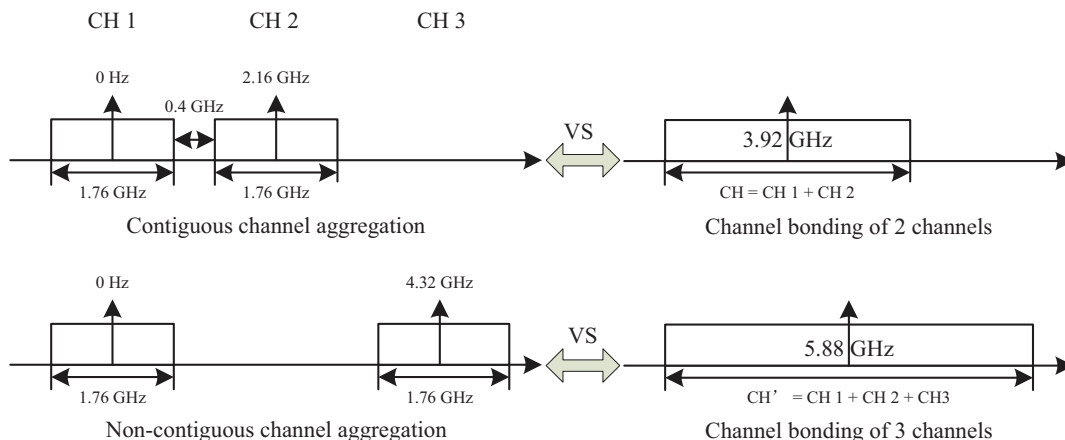 CH 1 CH 2 CH 3
0 Hz 2.16 GHz
0.4 GHz
VS
3.92 GHz
1.76 GHz 1.76 GHz CH = CH 1 + CH 2
Contiguous channel aggregation Channel bonding of 2 channels
0 Hz 4.32 GHz
VS
5.88 GHz
1.76 GHz 1.76 GHz CH’ = CH 1 + CH 2 + CH3
Non-contiguous channel aggregation Channel bonding of 3 channels